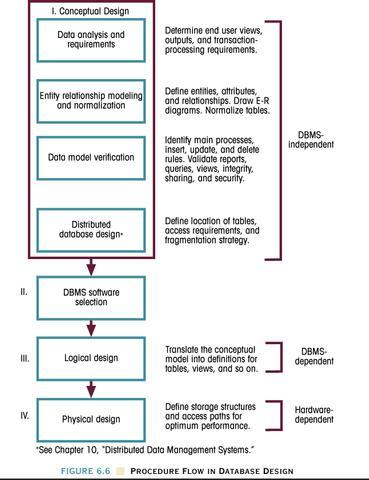 I. Conceptual Design
Data analysis and
requirements
Determine end user views,
outputs, and transaction-
processing requirements.
Entity relationship modeling
and normalization
Define entities, attributes,
and relationships. Draw E-R
diagrams. Normalize tables.
DBMS-
independent
Data model verification
Identify main processes,
insert, update, and delete
rules. Validate reports,
queries, views, integrity,
sharing, and security.
Distributed
database design*
Define location of tables,
access requirements, and
fragmentation strategy.
II.
DBMS software
selection
III.
Logical design
Translate the conceptual
model into definitions for
tables, views, and so on.
DBMS-
dependent
IV.
Physical design
Define storage structures
and access paths for
optimum performance.
Hardware-
dependent
*See Chapter 10, “Distributed Data Management Systems.”
FIGURE 6.6 PROCEDURE FLOW IN DATABASE DESIGN